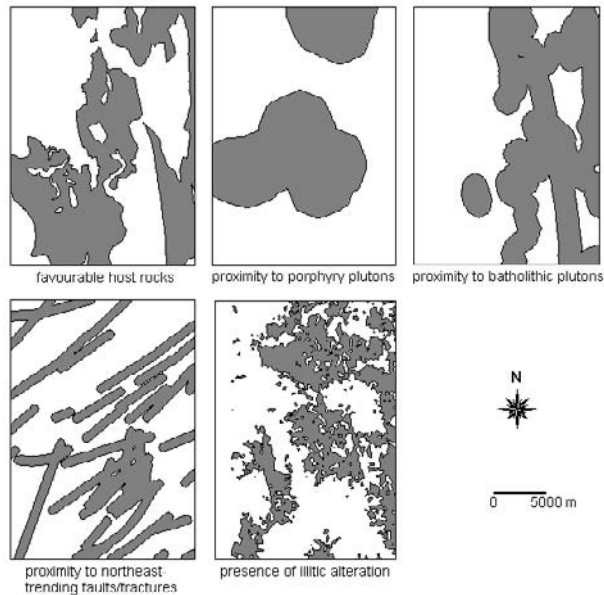 favourable host rocks
proximity to porphyry plutons
proximity to batholithic plutons
proximity to northeast-
trending faults/fractures
presence of illitic alteration
N
0 5000 m